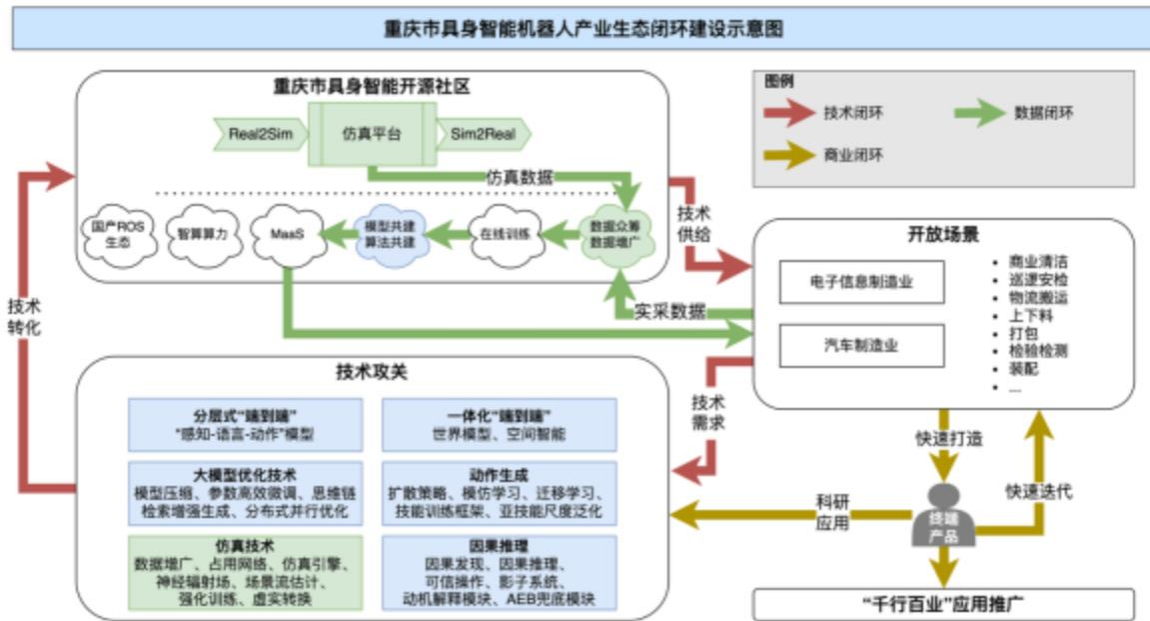 重庆市具身智能机器人产业生态闭环建设示意图
重庆市具身智能开源社区
Real2Sim
仿真平台
Sim2Real
仿真数据
国产ROS
生态
智算算力
MaaS
模型共建
算法共建
在线训练
数据众筹
数据增广
图例
技术闭环
数据闭环
商业闭环
技术
供给
开放场景
电子信息制造业
汽车制造业
• 商业清洁
• 巡逻安检
• 物流搬运
• 上下料
• 打包
• 检验检测
• 装配
• ...
实采数据
技术
转化
技术
需求
技术攻关
分层式“端到端”
“感知-语言-动作”模型
一体化“端到端”
世界模型、空间智能
大模型优化技术
模型压缩、参数高效微调、思维链
检索增强生成、分布式并行优化
动作生成
扩散策略、模仿学习、迁移学习、
技能训练框架、亚技能尺度泛化
仿真技术
数据增广、占用网络、仿真引擎、
神经辐射场、场景流估计、
强化训练、虚实转换
因果推理
因果发现、因果推理、
可信操作、影子系统、
动机解释模块、AEB兜底模块
快速打造
快速迭代
科研
应用
终端
产品
“千行百业”应用推广